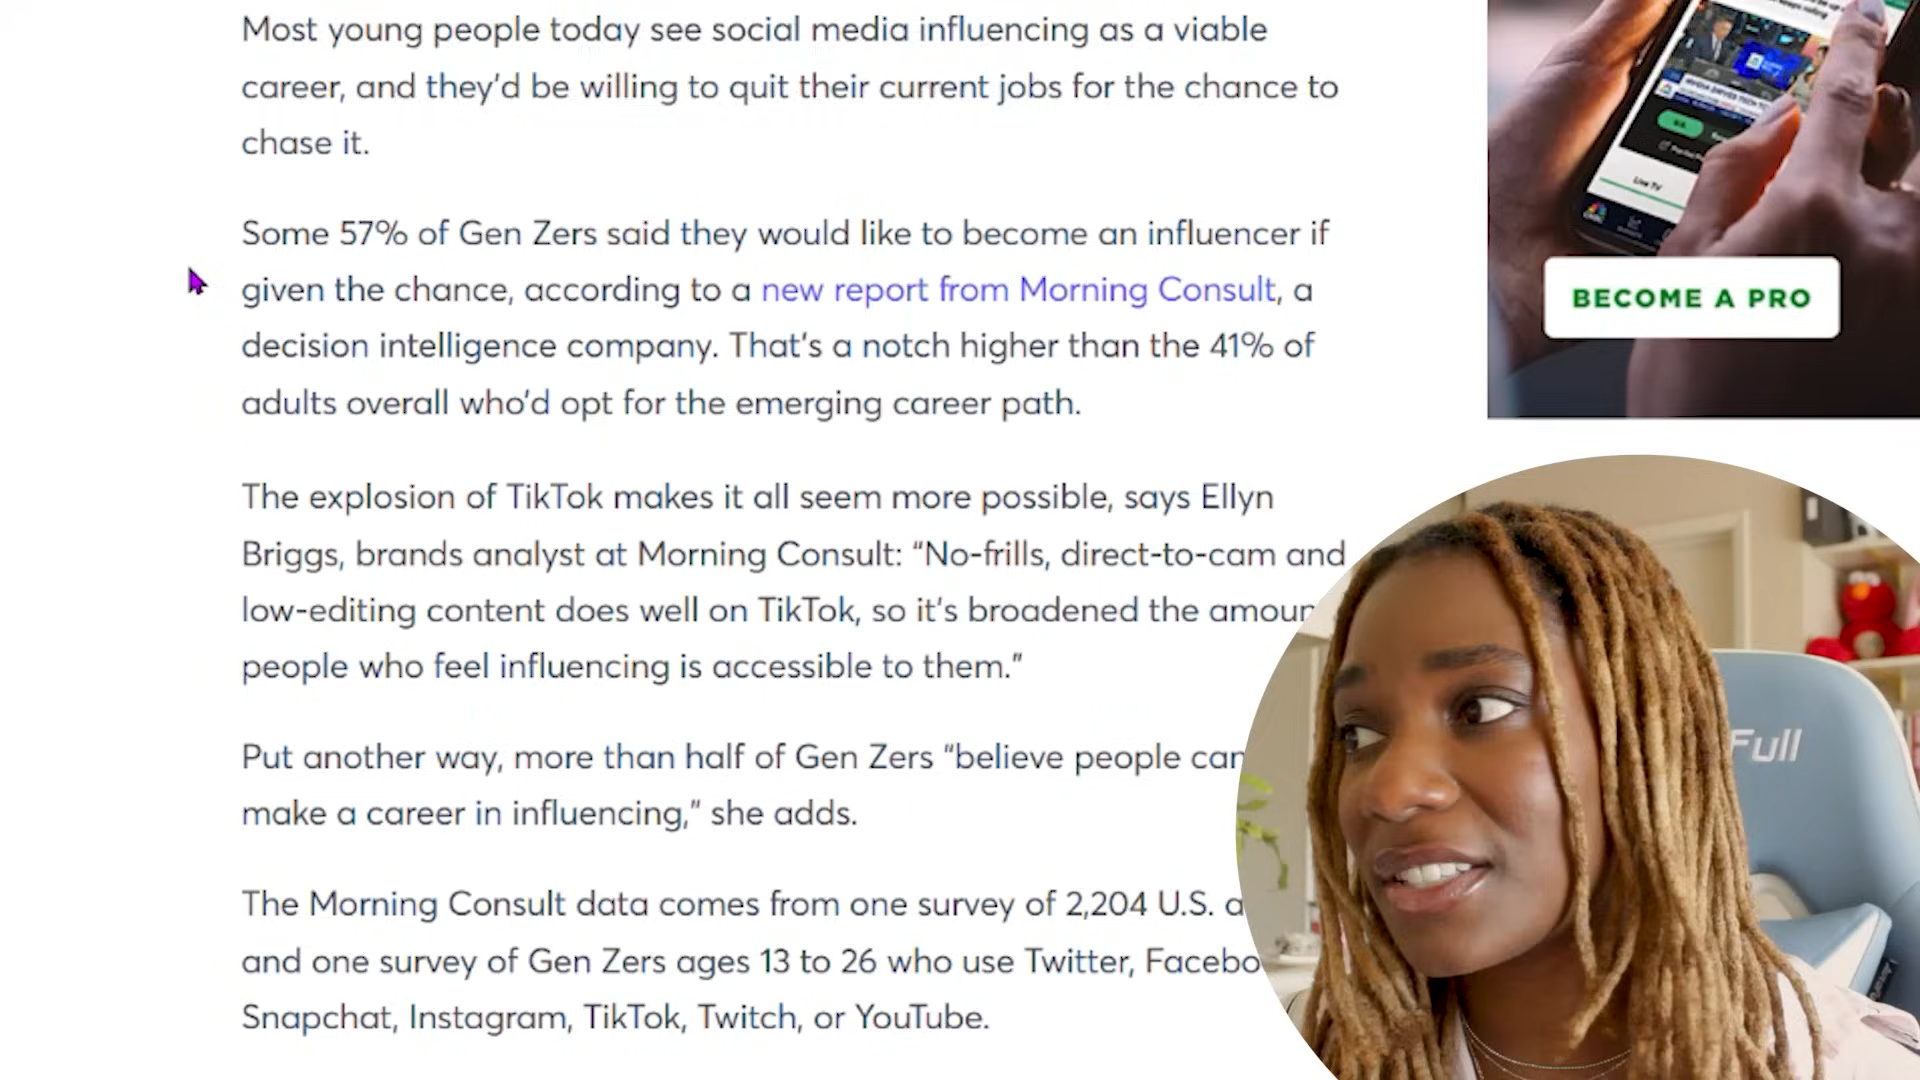 Most young people today see social media influencing as a viable
career, and they'd be willing to quit their current jobs for the chance to
chase it.
Some 57% of Gen Zers said they would like to become an influencer if
given the chance, according to a new report from Morning Consult, a
decision intelligence company. That's a notch higher than the 41% of
adults overall who'd opt for the emerging career path.
The explosion of TikTok makes it all seem more possible, says Ellyn
Briggs, brands analyst at Morning Consult: “No-frills, direct-to-cam and
low-editing content does well on TikTok, so it's broadened the amoun
people who feel influencing is accessible to them.”
Put another way, more than half of Gen Zers “believe people can
make a career in influencing,” she adds.
The Morning Consult data comes from one survey of 2,204 U.S. a
and one survey of Gen Zers ages 13 to 26 who use Twitter, Facebo
Snapchat, Instagram, TikTok, Twitch, or YouTube.
Live TV
BECOME A PRO
Full